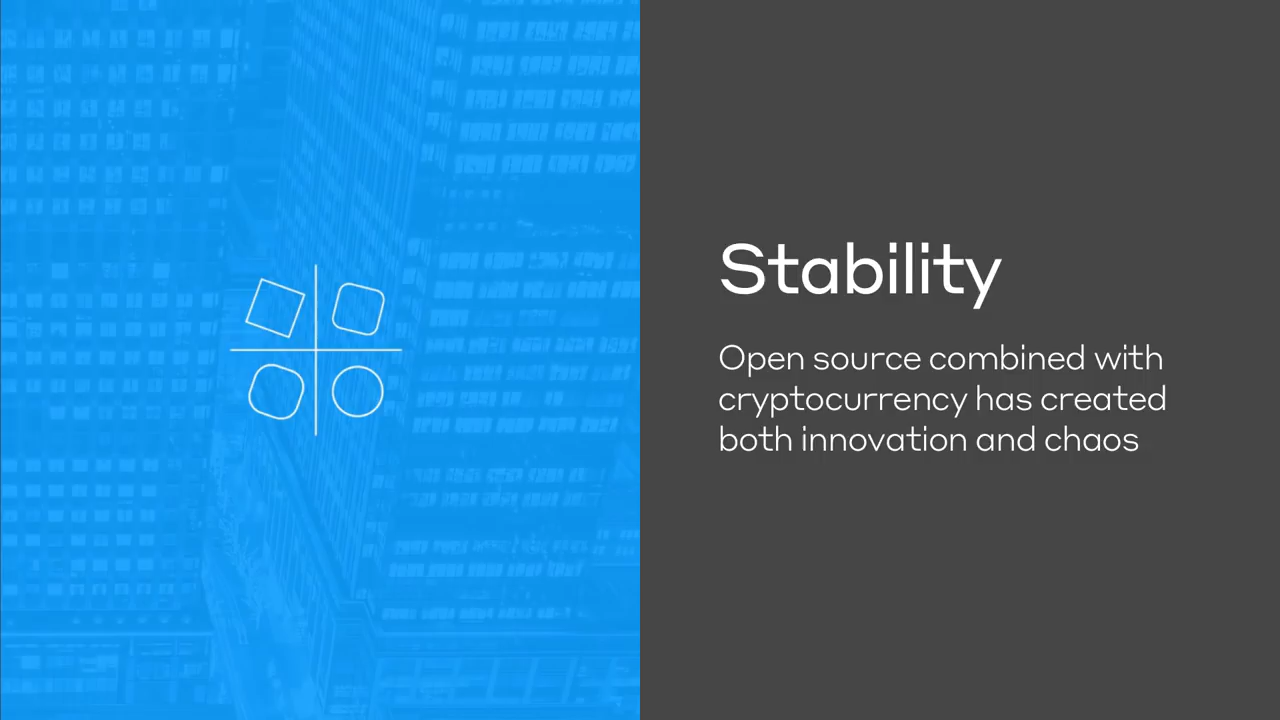 Stability
Open source combined with
cryptocurrency has created
both innovation and chaos